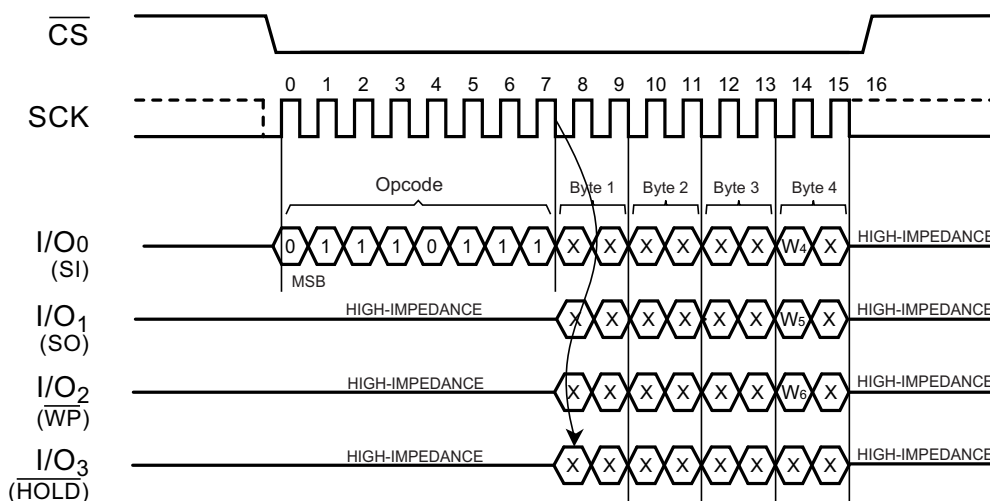 CS
0 1 2 3 4 5 6 7 8 9 10 11 12 13 14 15 16
SCK
Opcode Byte 1 Byte 2 Byte 3 Byte 4
I/O0 0 1 1 1 0 1 1 1 X X X X X X W4 X HIGH-IMPEDANCE
(SI)
MSB
I/O1 HIGH-IMPEDANCE X X X X X X W5 X HIGH-IMPEDANCE
(SO)
I/O2 HIGH-IMPEDANCE X X X X X X W6 X HIGH-IMPEDANCE
(WP)
I/O3 HIGH-IMPEDANCE X X X X X X X X HIGH-IMPEDANCE
(HOLD)